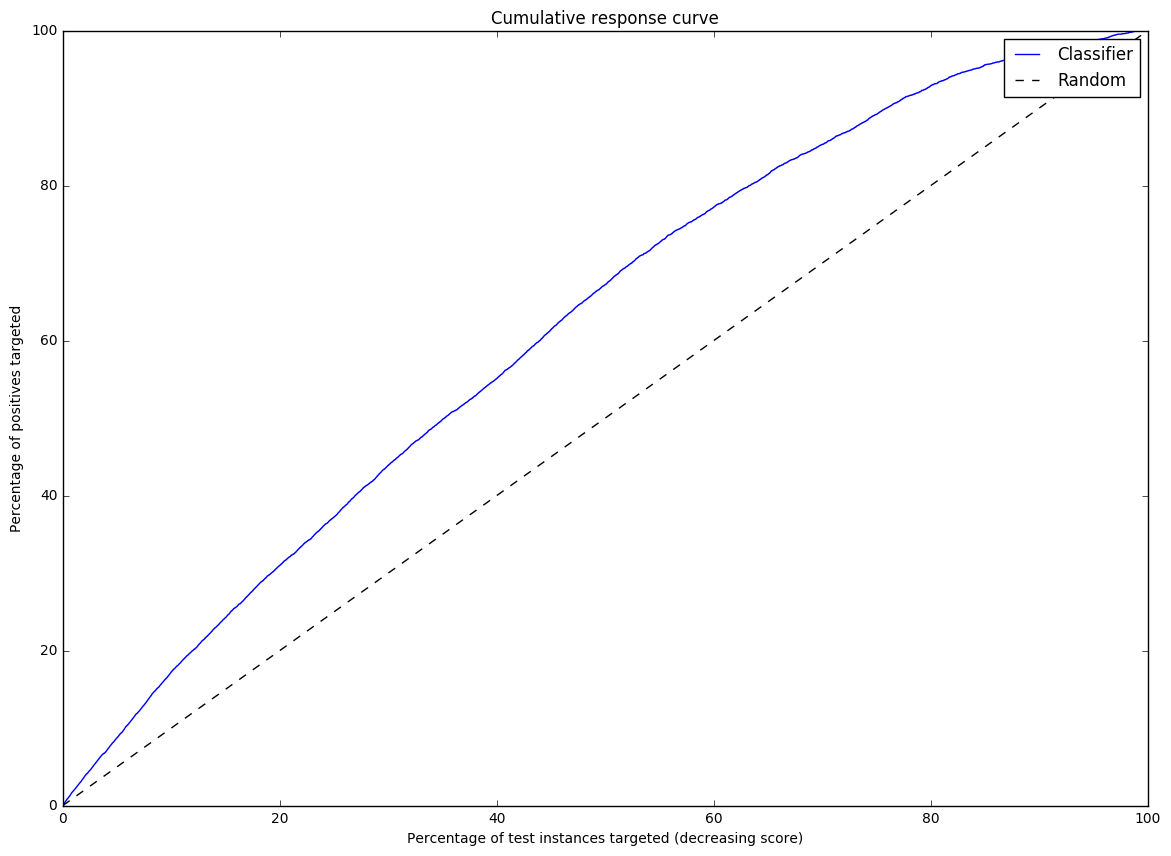 Cumulative response curve
100
80
60
40
20
0
Percentage of positives targeted
Classifier
Random
0 20 40 60 80 100
Percentage of test instances targeted (decreasing score)